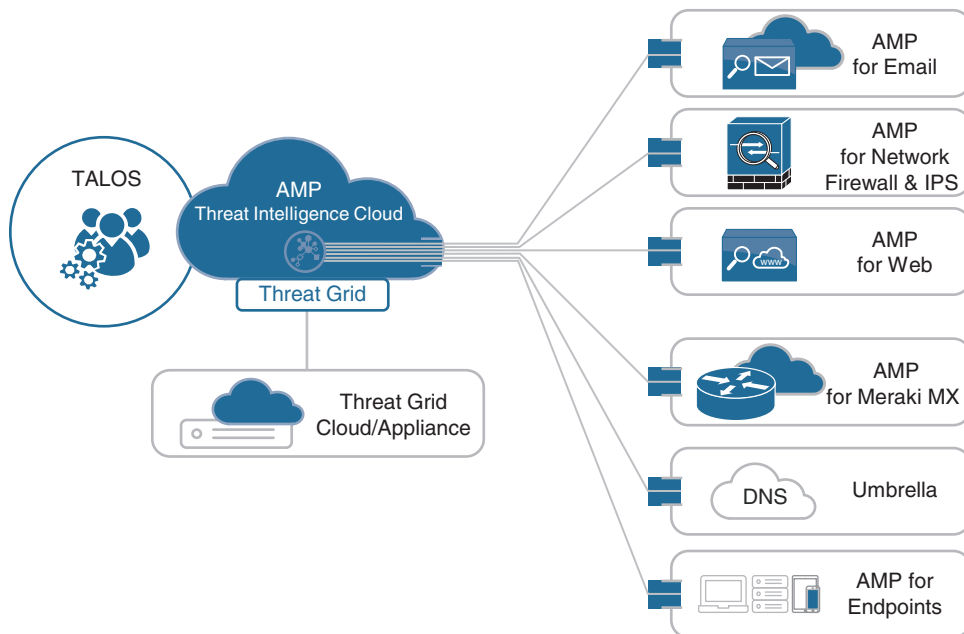 TALOS
AMP
Threat Intelligence Cloud
Threat Grid
Threat Grid
Cloud/Appliance
AMP
for Email
AMP
for Network
Firewall & IPS
www
AMP
for Web
AMP
for Meraki MX
DNS
Umbrella
AMP for
Endpoints